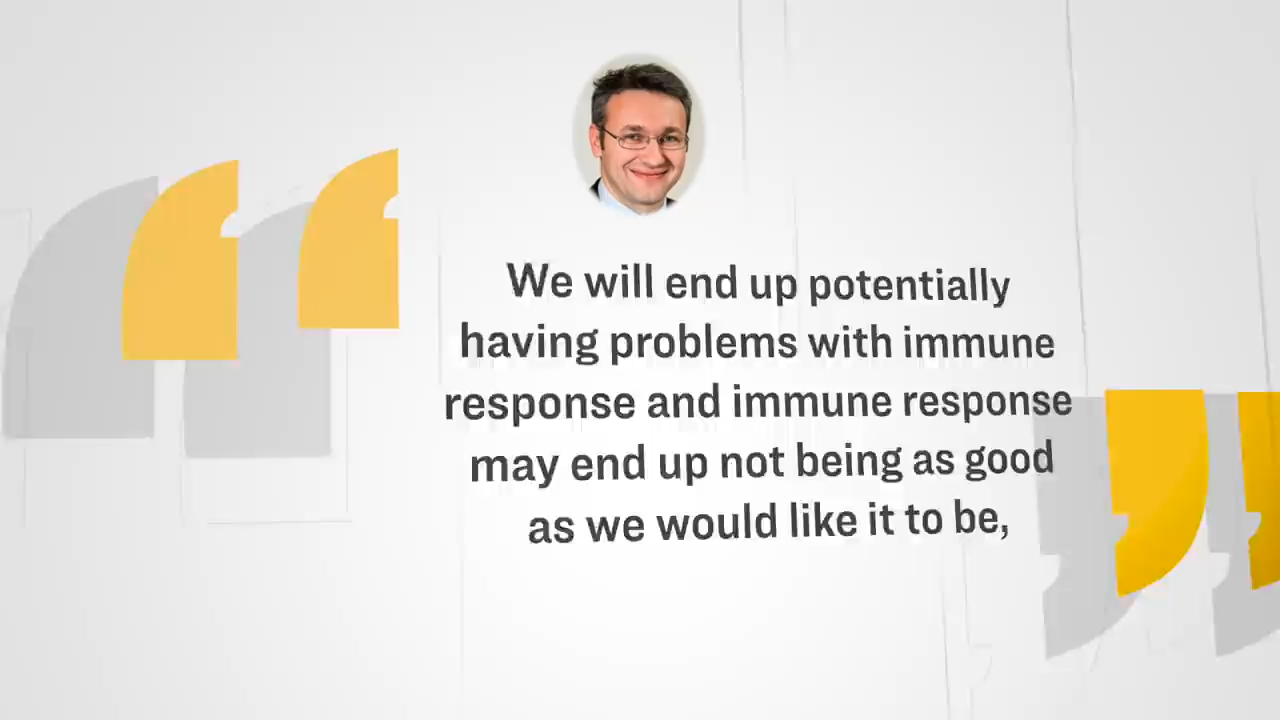 We will end up potentially
having problems with immune
response and immune response
may end up not being as good
as we would like it to be,